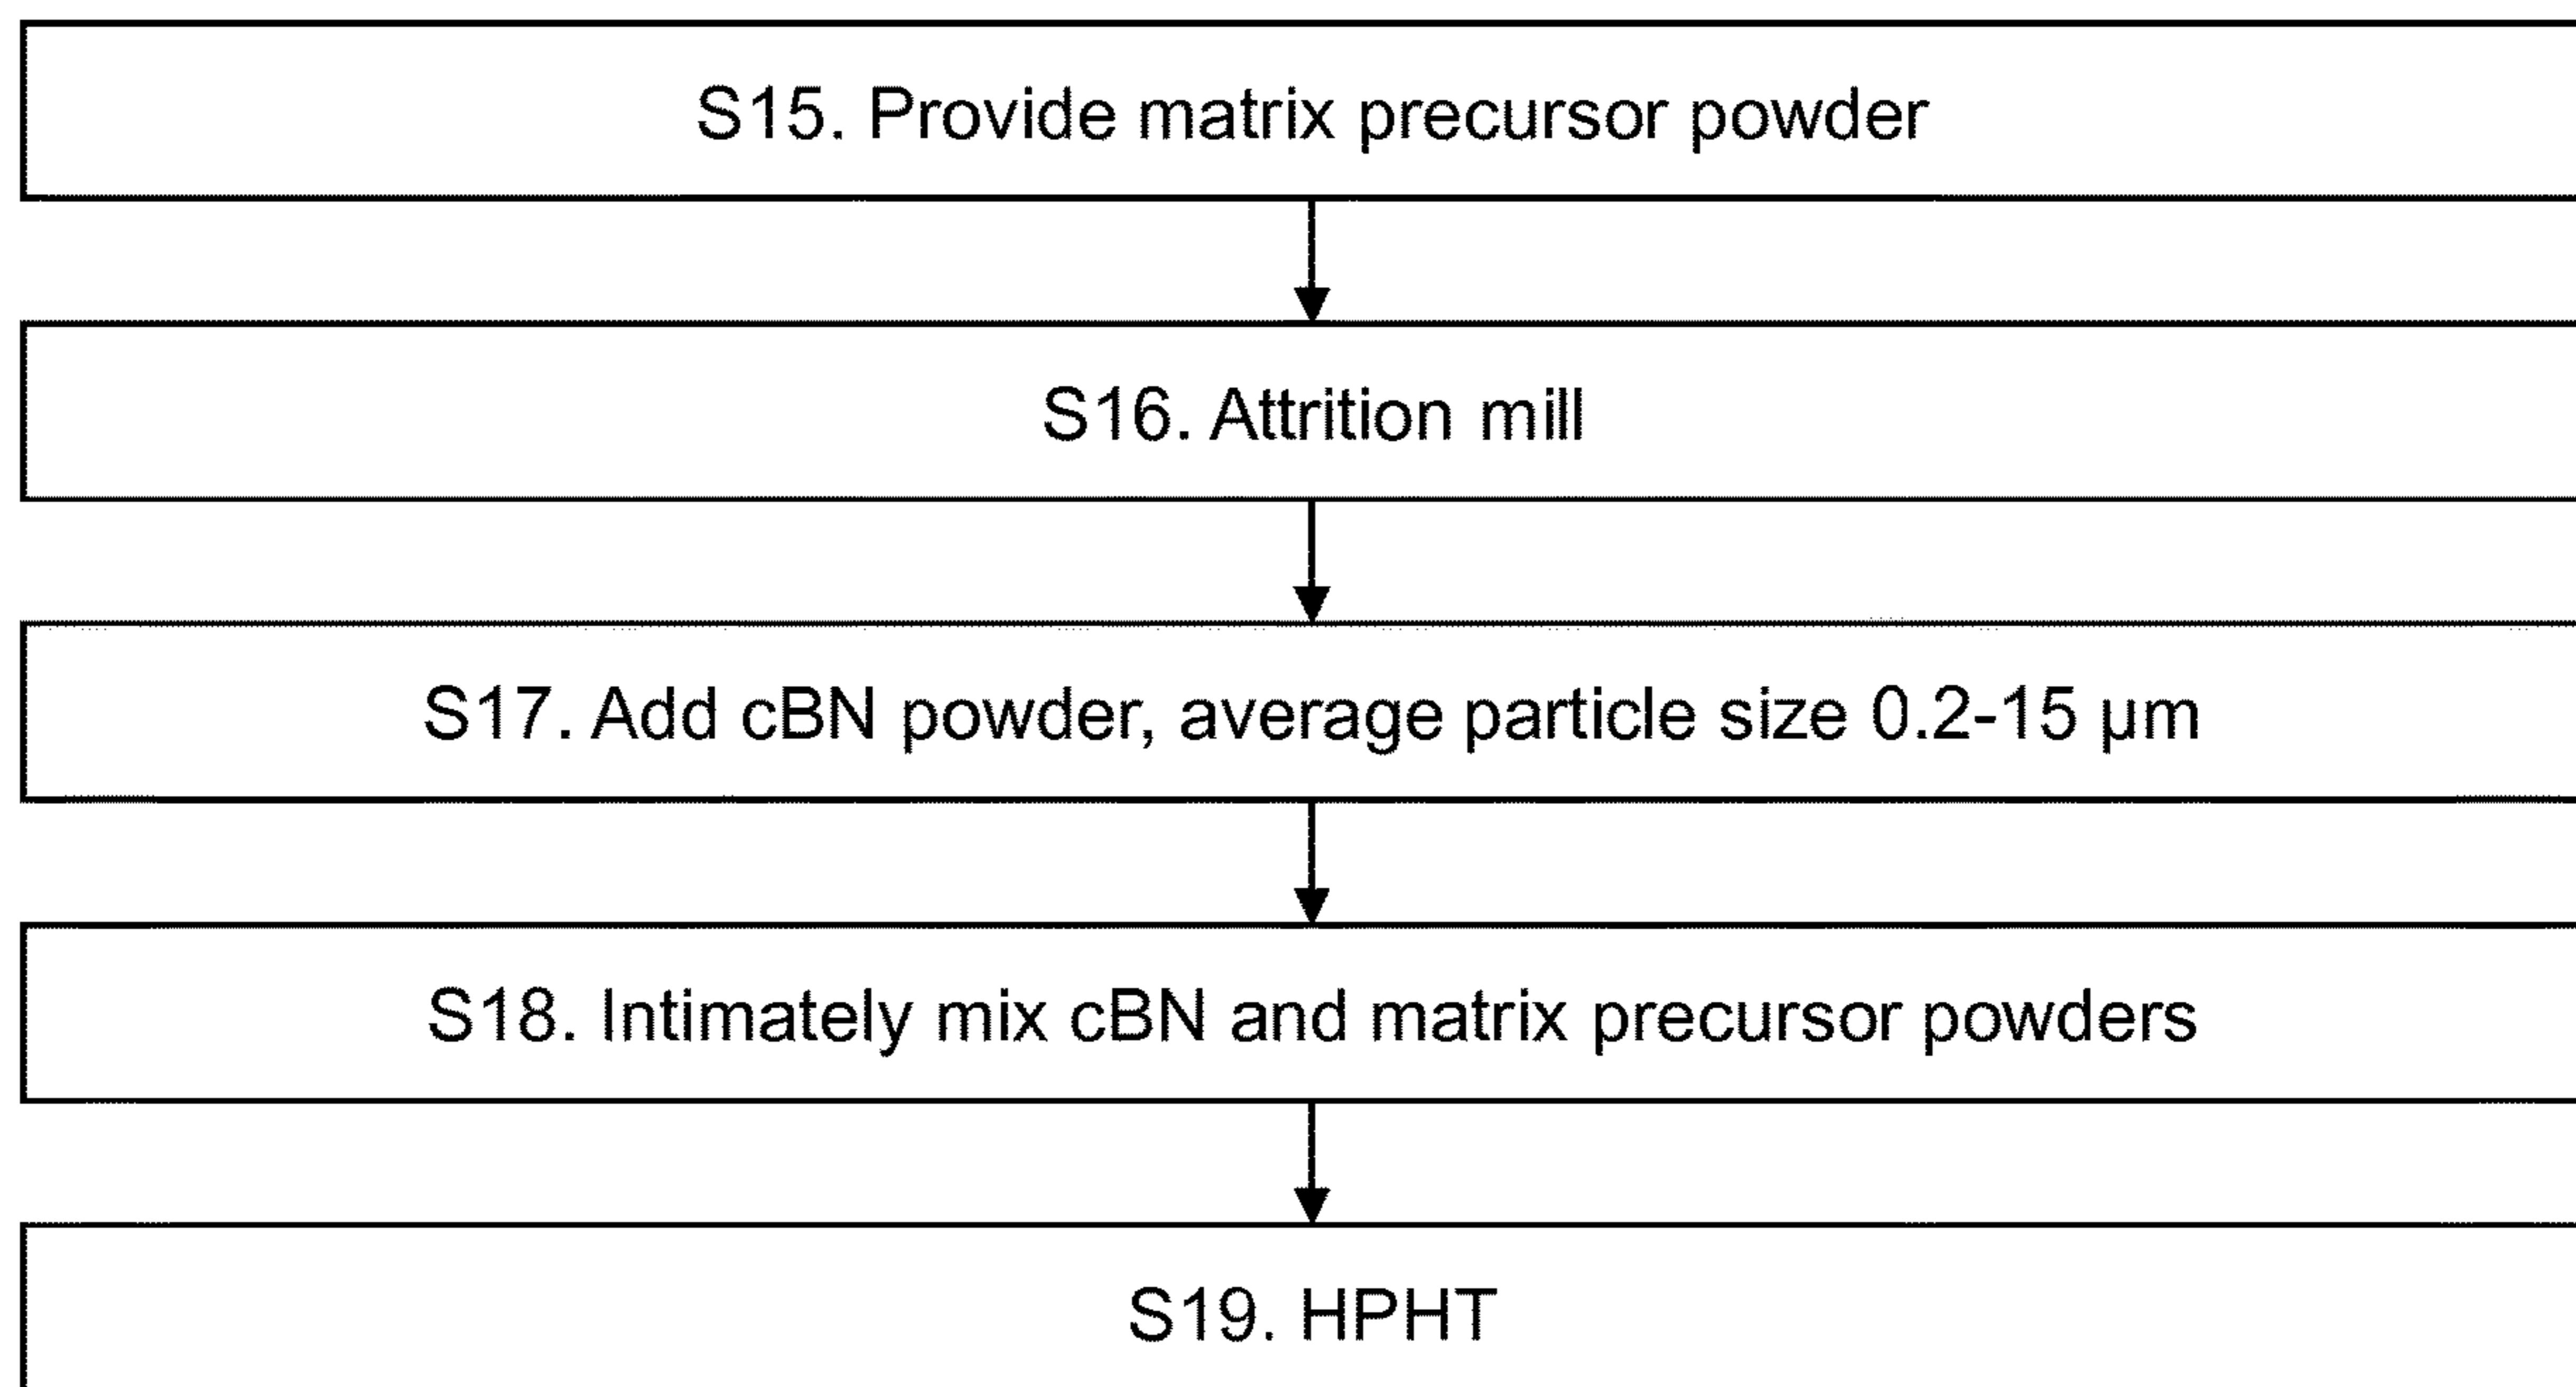 S15. Provide matrix precursor powder
S16. Attrition mill
S17. Add cBN powder, average particle size 0.2-15 µm
S18. Intimately mix cBN and matrix precursor powders
S19. HPHT